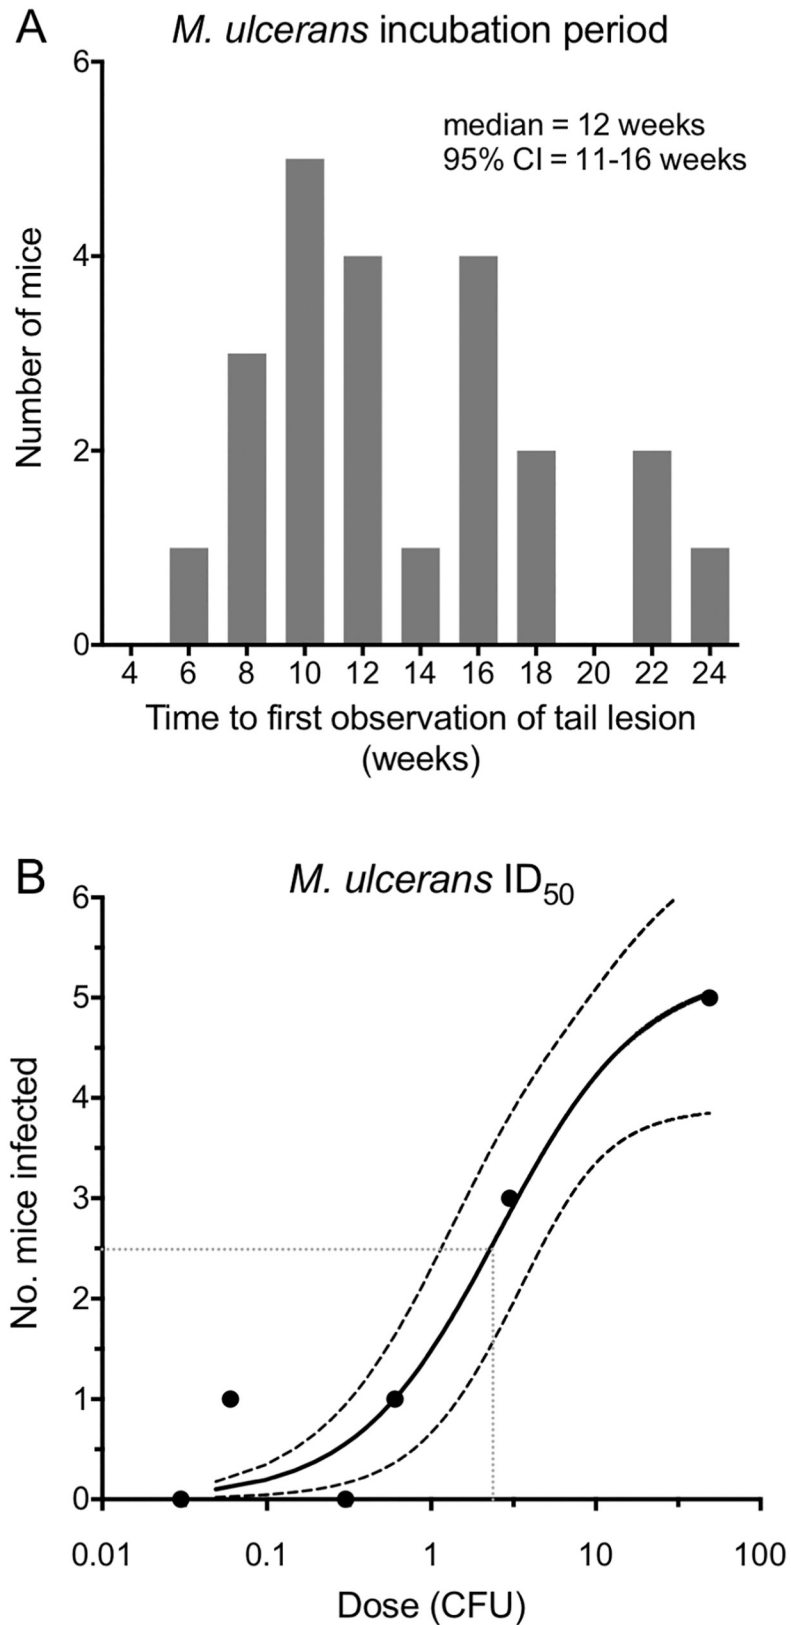 A
M. ulcerans incubation period
median = 12 weeks
95% CI = 11-16 weeks
Number of mice
6
4
2
0
4 6 8 10 12 14 16 18 20 22 24
Time to first observation of tail lesion
(weeks)
B
M. ulcerans ID50
No. mice infected
6
5
4
3
2
1
0
0.01 0.1 1 10 100
Dose (CFU)